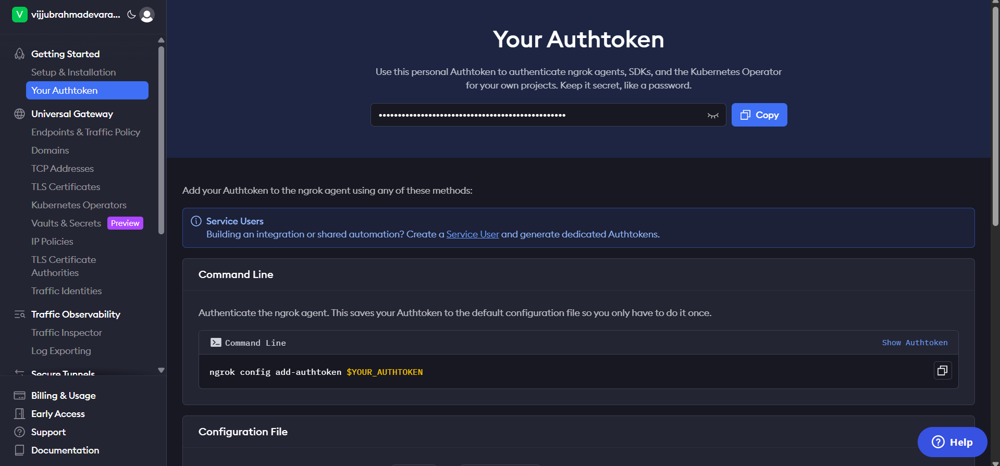 V vijjubrahmadevara...
Getting Started
Setup & Installation
Your Authtoken
Universal Gateway
Endpoints & Traffic Policy
Domains
TCP Addresses
TLS Certificates
Kubernetes Operators
Vaults & Secrets Preview
IP Policies
TLS Certificate
Authorities
Traffic Identities
Traffic Observability
Traffic Inspector
Log Exporting
Secure Tunnels
Billing & Usage
Early Access
Support
Documentation
Your Authtoken
Use this personal Authtoken to authenticate ngrok agents, SDKs, and the Kubernetes Operator
for your own projects. Keep it secret, like a password.
•••••••••••••••••••••••••••••••••••••••••••••••••
Copy
Add your Authtoken to the ngrok agent using any of these methods:
Service Users
Building an integration or shared automation? Create a Service User and generate dedicated Authtokens.
Command Line
Authenticate the ngrok agent. This saves your Authtoken to the default configuration file so you only have to do it once.
Command Line
Show Authtoken
ngrok config add-authtoken $YOUR_AUTHTOKEN
Configuration File
Help